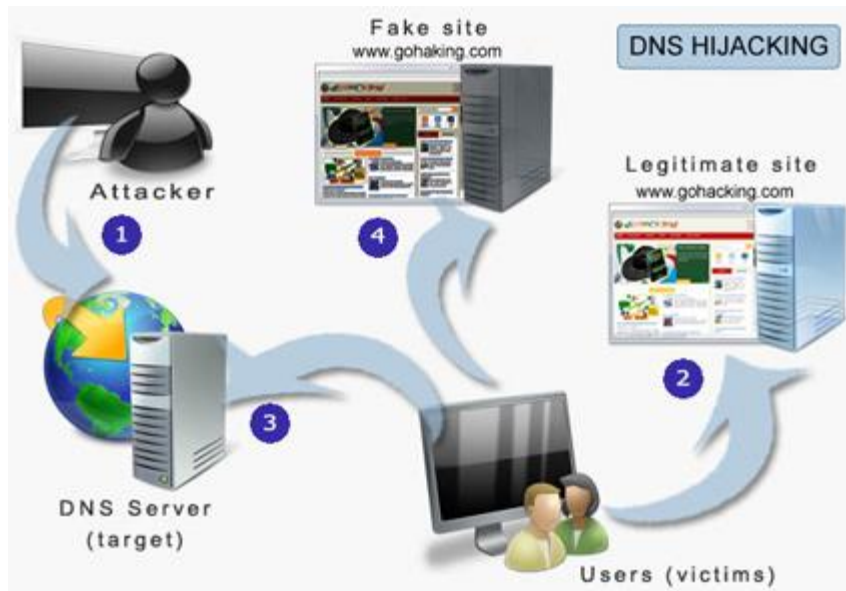 Fake site
www.gohaking.com
DNS HIJACKING
Legitimate site
www.gohacking.com
Attacker
1
4
2
3
DNS Server
(target)
Users (victims)